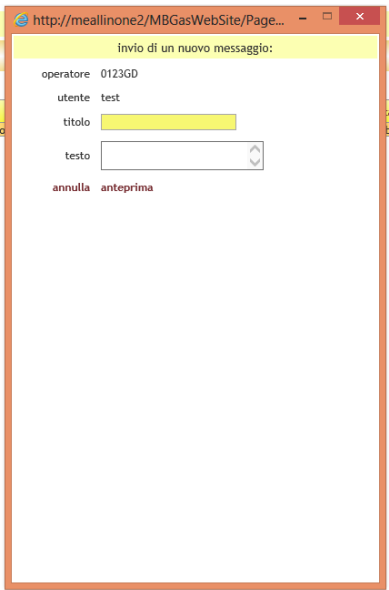 http://meallinone2/MBGasWebSite/Page...
invio di un nuovo messaggio:
operatore 0123GD
utente test
titolo
testo
annulla anteprima